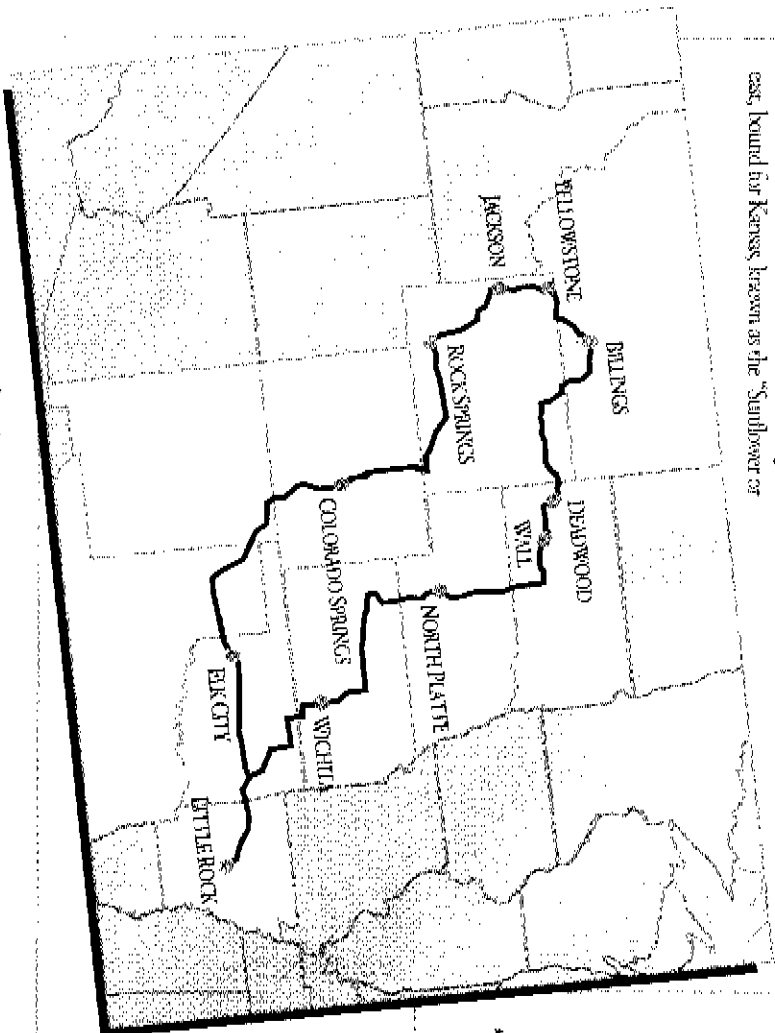 east, bound for Kansas, known as the "Sunflower or
BILLINGS
YELLOWSTONE
JACKSON
DEADWOOD
WALL
ROCK SPRINGS
NORTH PLATTE
COLORADO SPRINGS
WICHITA
ELK CITY
LITTLE ROCK